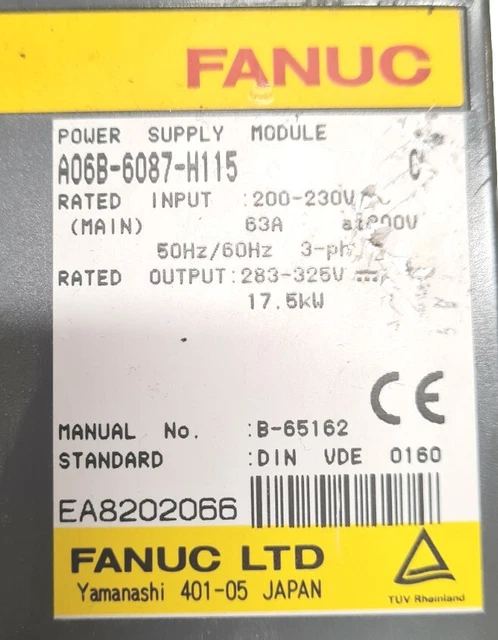 FANUC
POWER SUPPLY MODULE
A06B-6087-H115 C
RATED INPUT :200-230V
(MAIN) 63A at200V
50Hz/60Hz 3-ph
RATED OUTPUT:283-325V
17.5kW
CE
MANUAL No. :B-65162
STANDARD :DIN VDE 0160
EA8202066
FANUC LTD
Yamanashi 401-05 JAPAN
TUV Rheinland